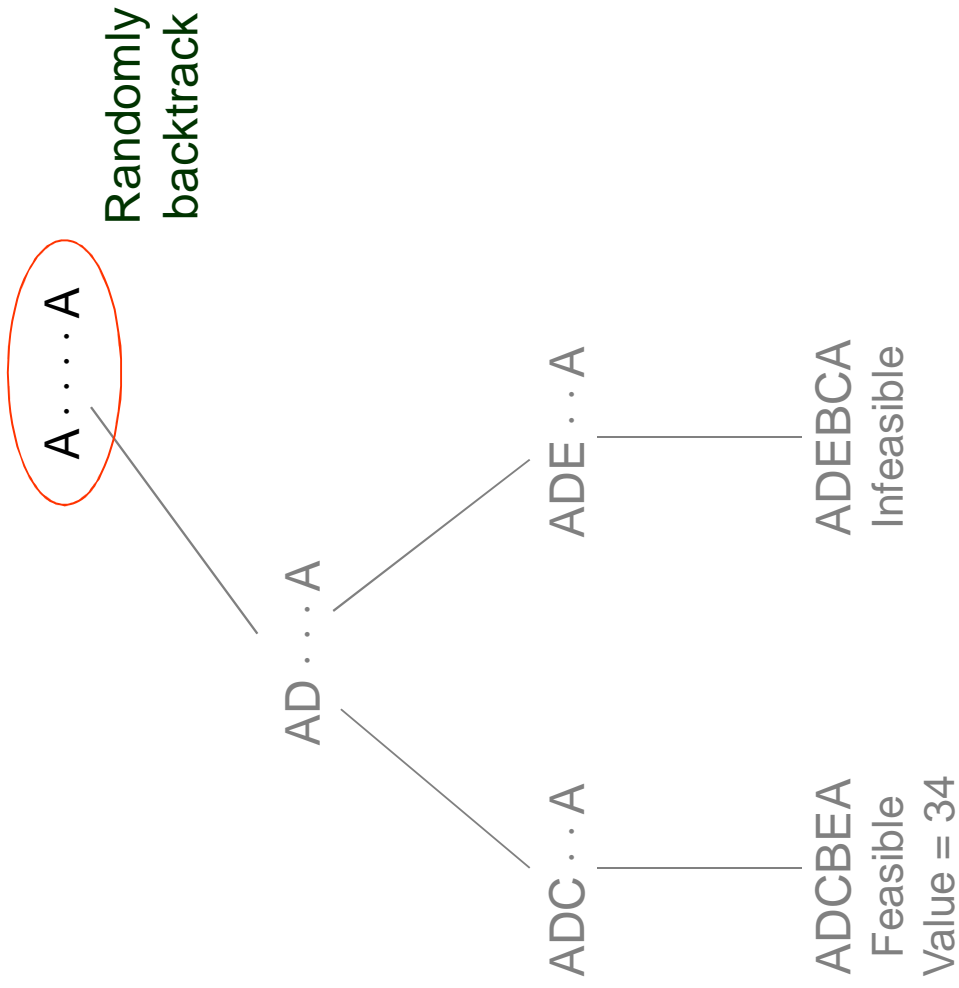 A · · · · A
Randomly
backtrack
AD · · · A
ADC · · A
ADE · · A
ADCBEA
Feasible
Value = 34
ADEBCA
Infeasible